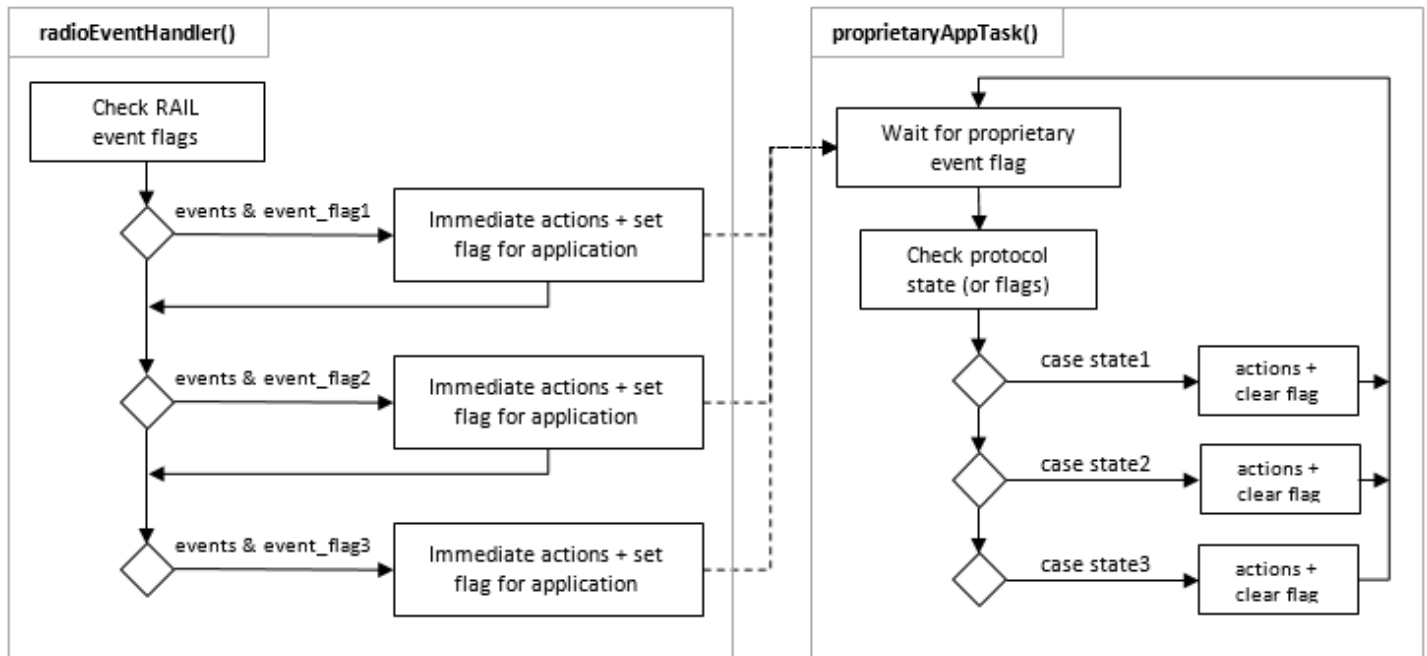 radioEventHandler()
Check RAIL
event flags
events & event_flag1
Immediate actions + set
flag for application
events & event_flag2
Immediate actions + set
flag for application
events & event_flag3
Immediate actions + set
flag for application
proprietaryAppTask()
Wait for proprietary
event flag
Check protocol
state (or flags)
case state1
actions +
clear flag
case state2
actions +
clear flag
case state3
actions +
clear flag